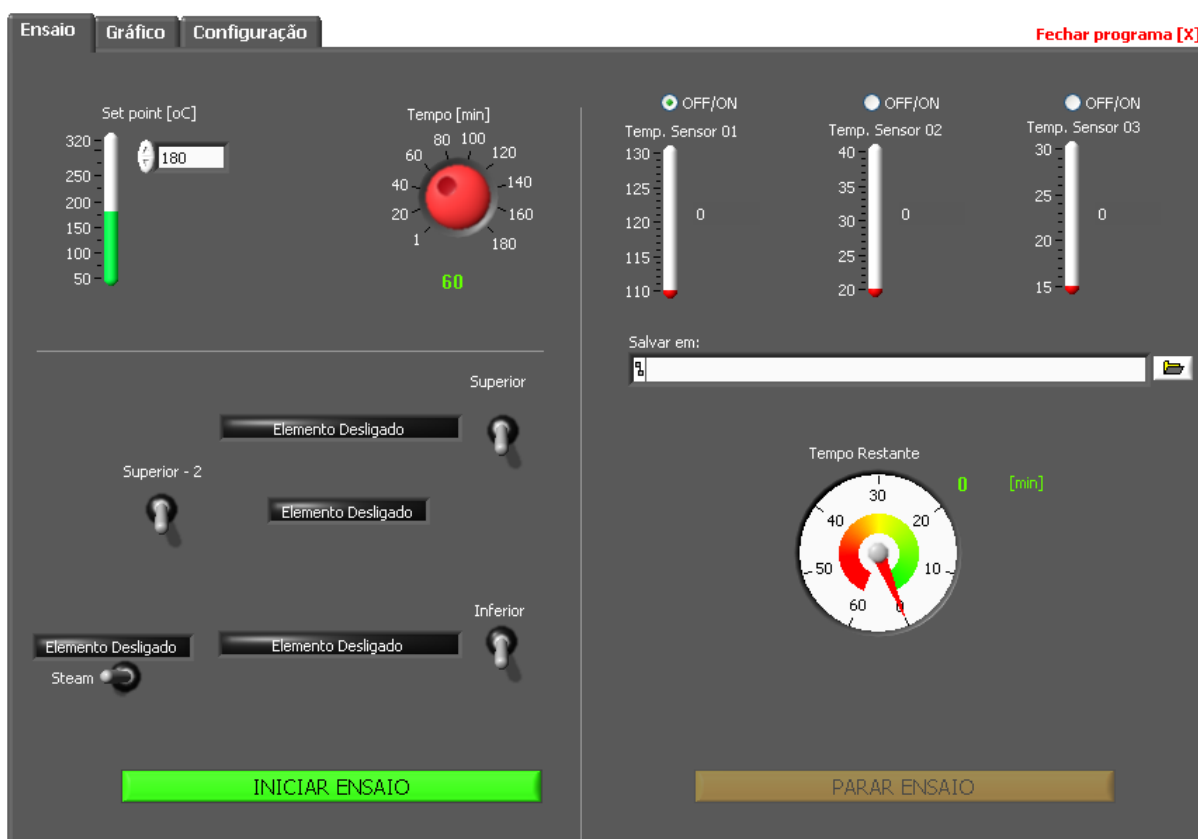 Ensaio Gráfico Configuração
Fechar programa [X]
Set point [oC]
320
250
200
150
100
50
180
Tempo [min]
1
20
40
60
80
100
120
140
160
180
60
OFF/ON
Temp. Sensor 01
130
125
120
115
110
0
OFF/ON
Temp. Sensor 02
40
35
30
25
20
0
OFF/ON
Temp. Sensor 03
30
25
20
15
0
Superior
Elemento Desligado
Superior - 2
Elemento Desligado
Inferior
Elemento Desligado
Elemento Desligado
Steam
INICIAR ENSAIO
Salvar em:
Tempo Restante
0 [min]
60
50
40
30
20
10
0
PARAR ENSAIO